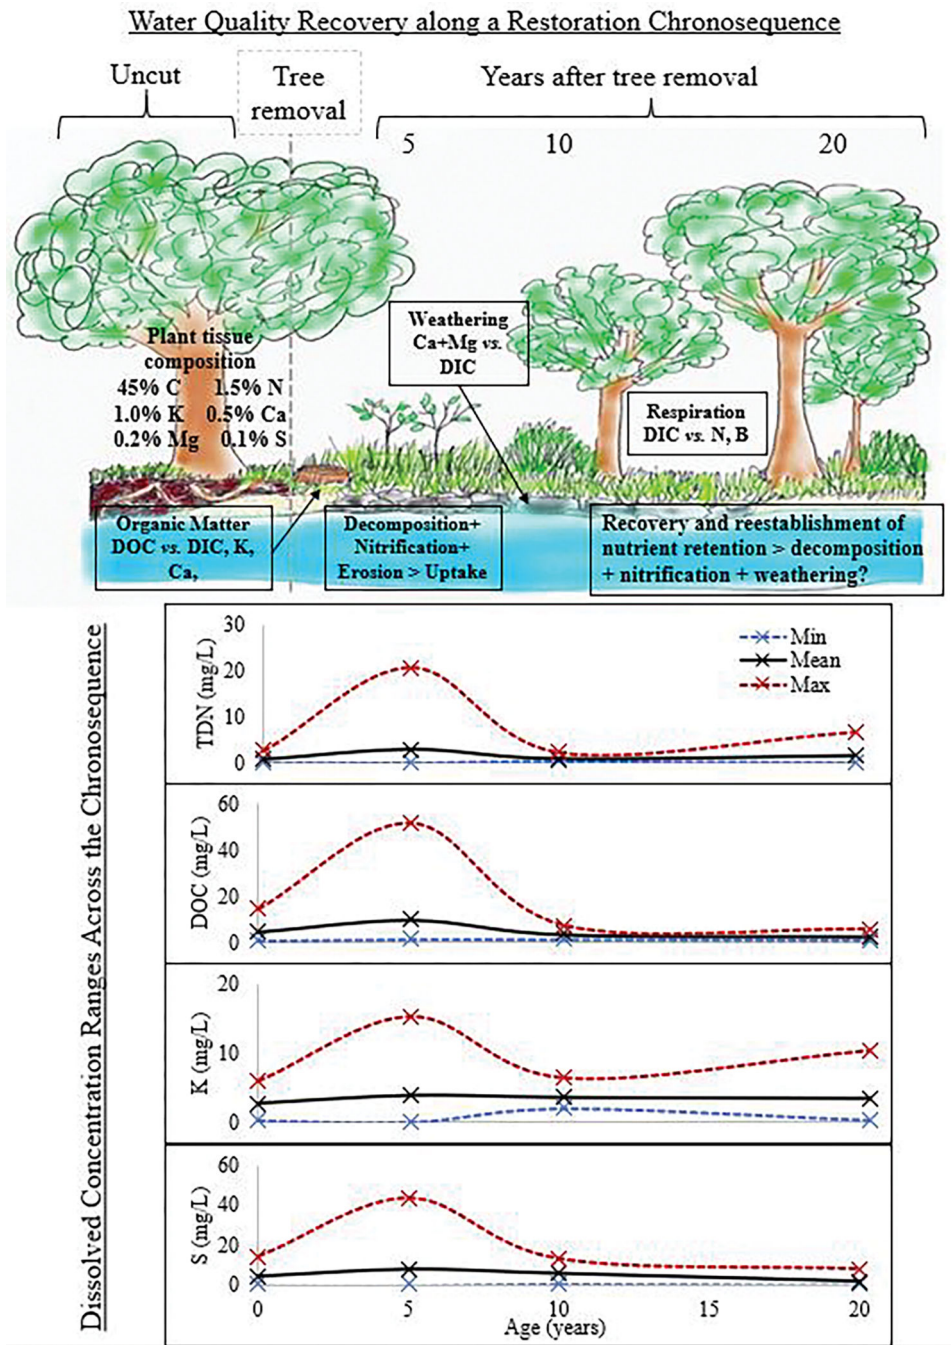 Water Quality Recovery along a Restoration Chronosequence
Uncut
Tree
removal
Years after tree removal
5
10
20
Plant tissue
composition
45% C 1.5% N
1.0% K 0.5% Ca
0.2% Mg 0.1% S
Weathering
Ca+Mg vs.
DIC
Respiration
DIC vs. N, B
Organic Matter
DOC vs. DIC, K,
Ca,
Decomposition+
Nitrification+
Erosion > Uptake
Recovery and reestablishment of
nutrient retention > decomposition
+ nitrification + weathering?
Dissolved Concentration Ranges Across the Chronosequence
TDN (mg/L)
30
20
10
0
Min
Mean
Max
DOC (mg/L)
60
40
20
0
K (mg/L)
20
10
0
S (mg/L)
60
40
20
0
0 5 10 15 20
Age (years)